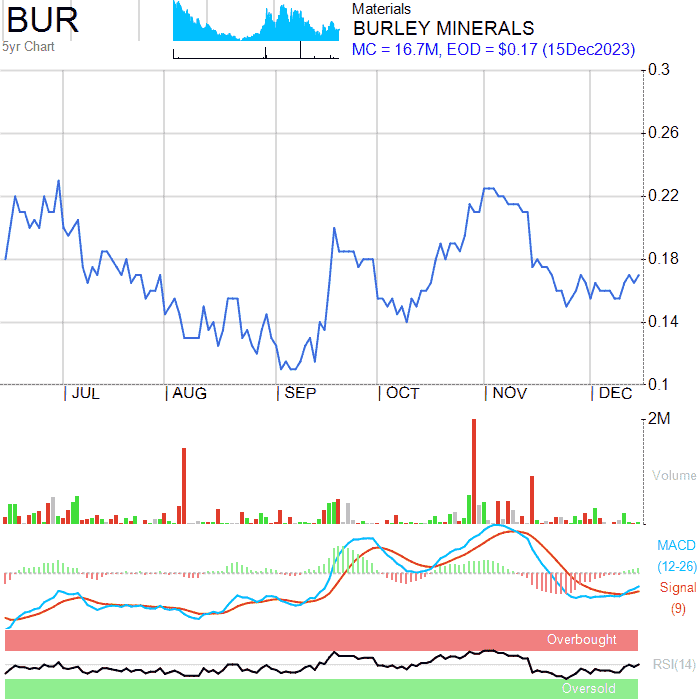 BUR
5yr Chart
Materials
BURLEY MINERALS
MC = 16.7M, EOD = $0.17 (15Dec2023)
0.3
0.26
0.22
0.18
0.14
0.1
JUL
AUG
SEP
OCT
NOV
DEC
2M
Volume
MACD
(12-26)
Signal
(9)
Overbought
RSI(14)
Oversold